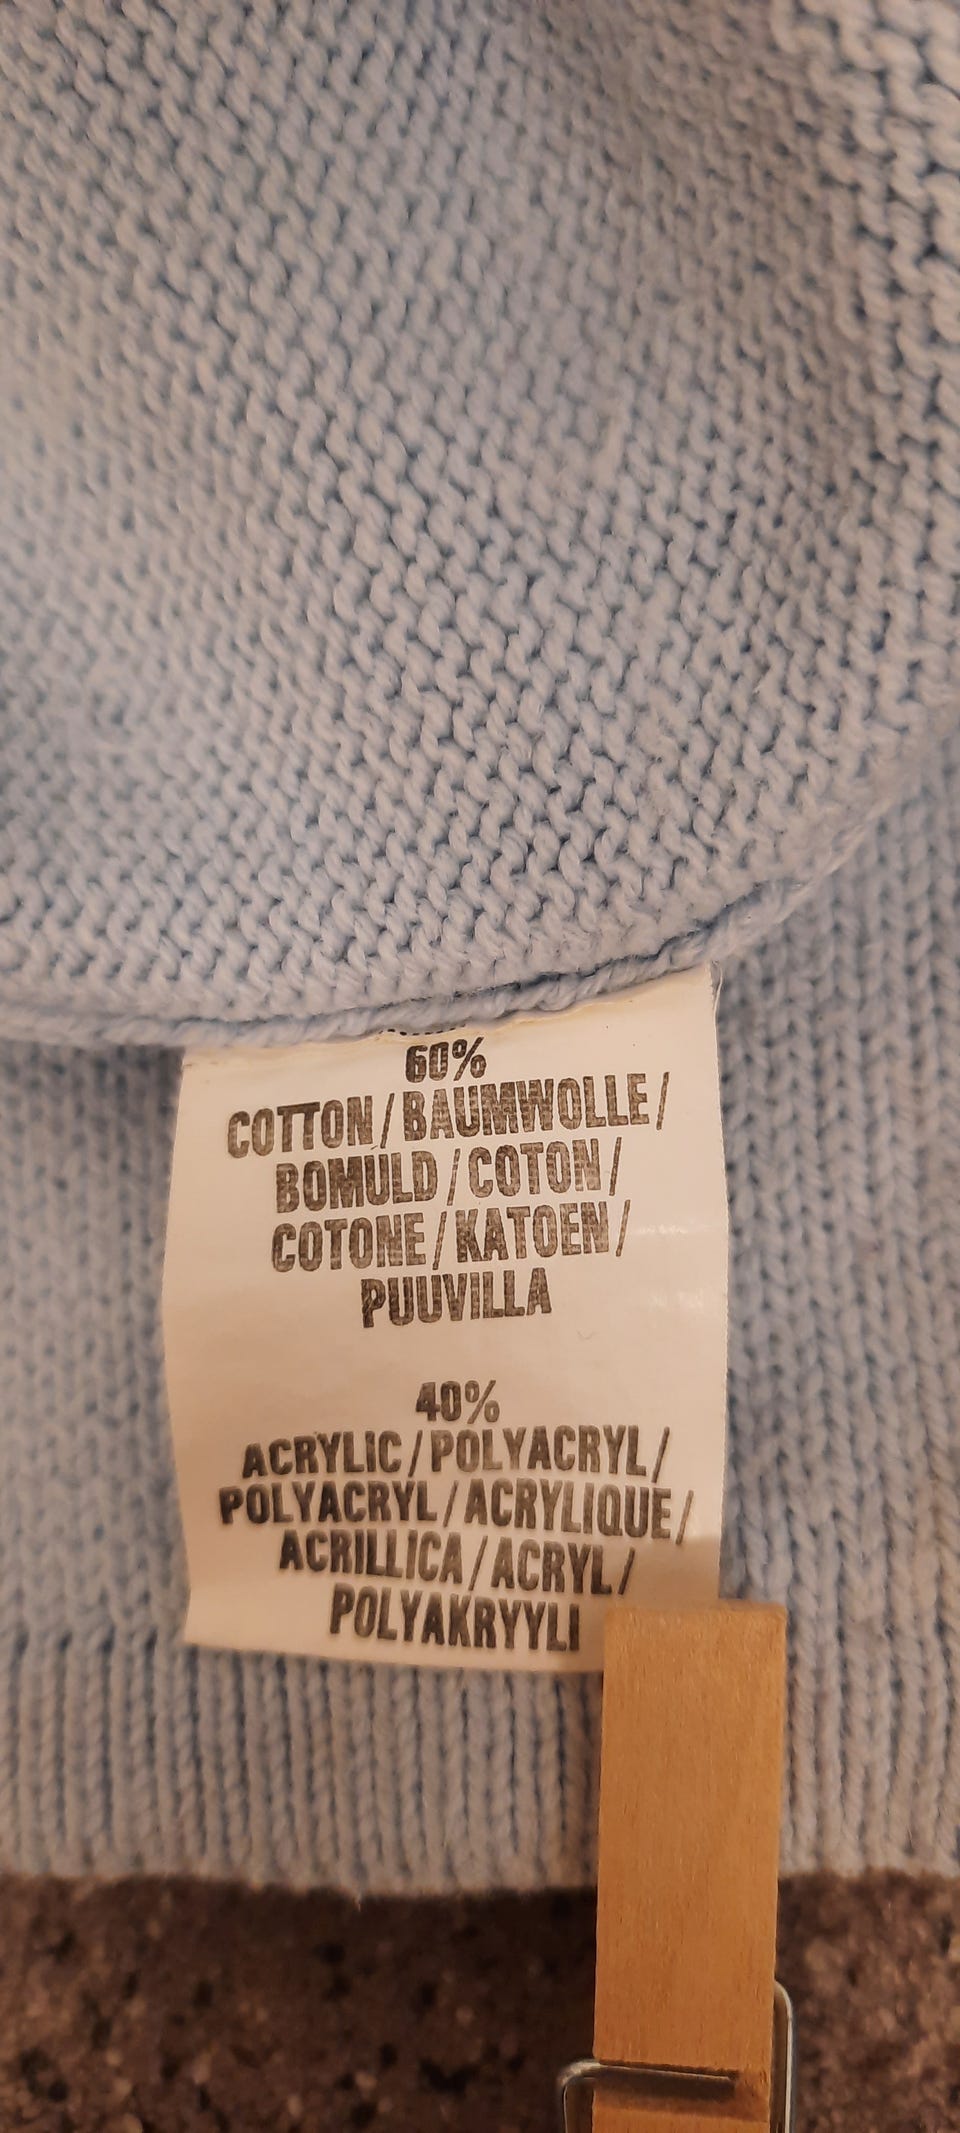 60%
COTTON/BAUMWOLLE/
BOMULD/COTON/
COTONE/KATOEN/
PUUVILLA
40%
ACRYLIC/POLYACRYL/
POLYACRYL/ACRYLIQUE/
ACRILLICA/ACRYL/
POLYAKRYYLI